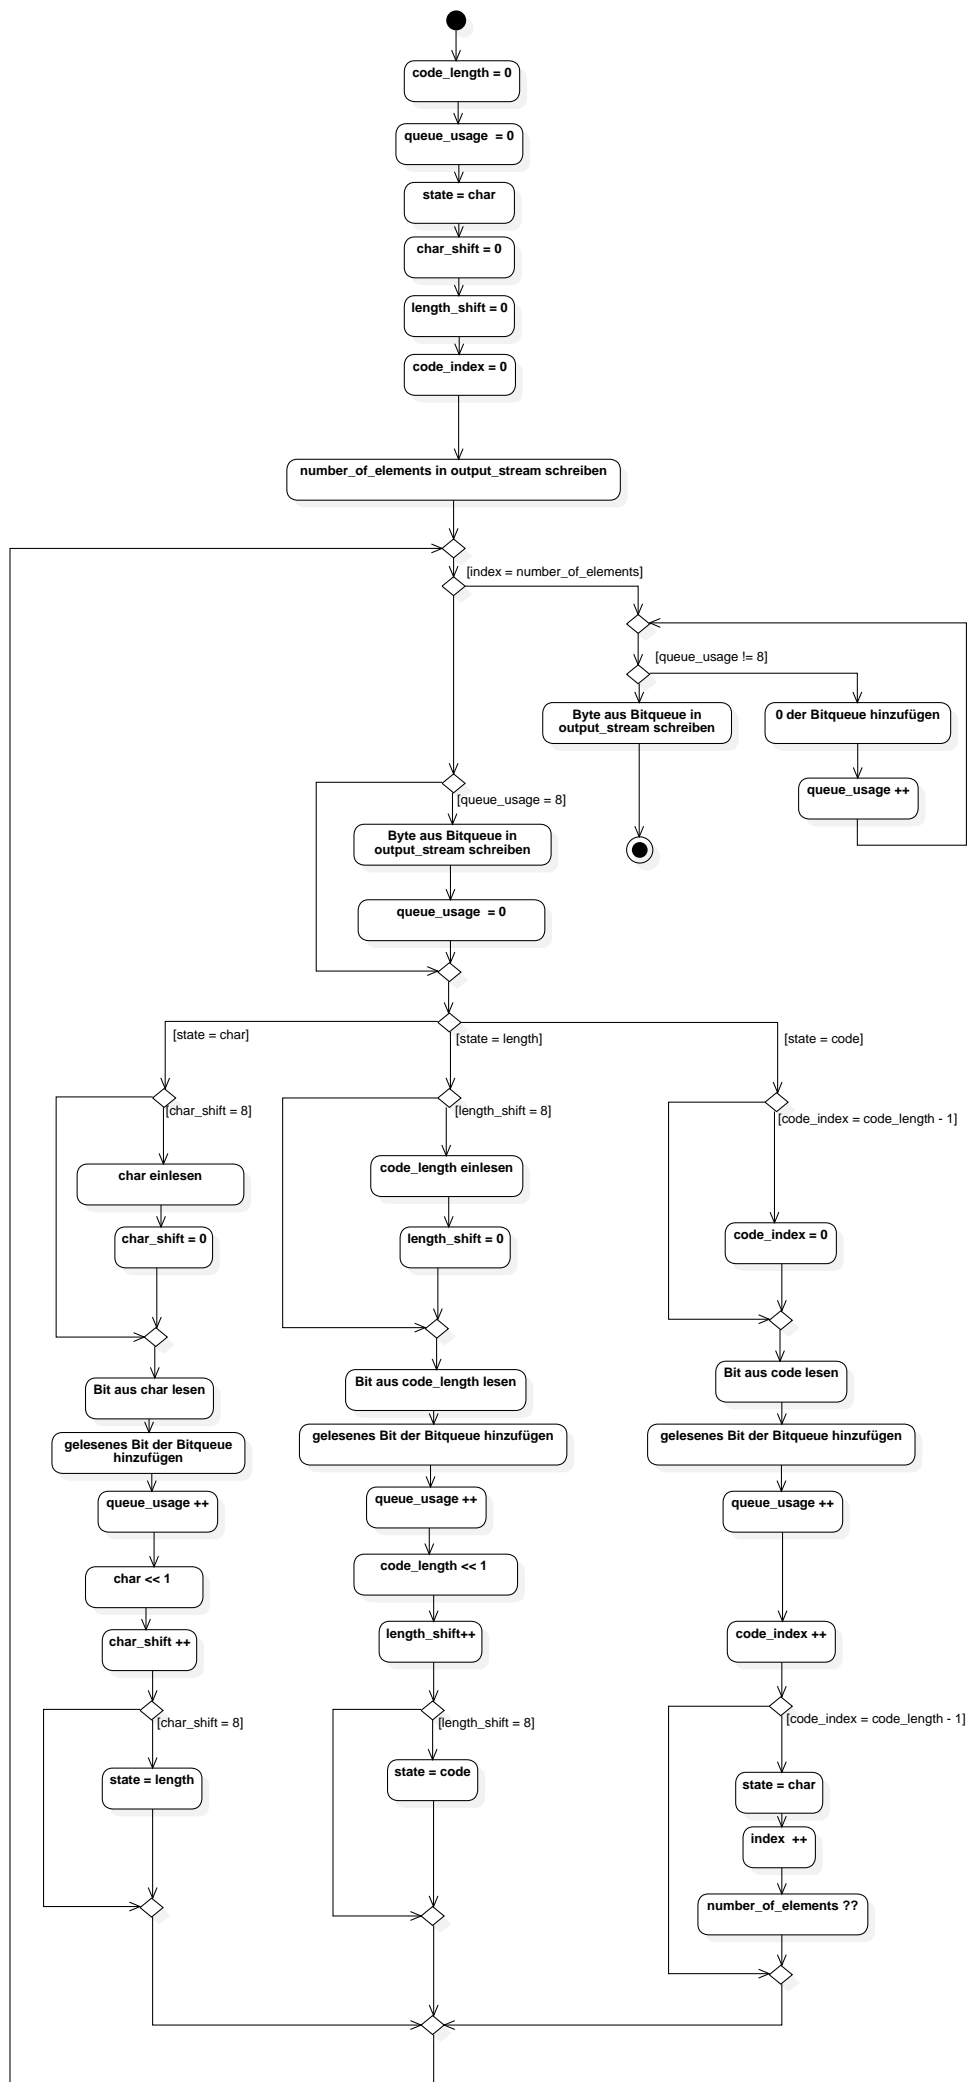 code_length = 0
queue_usage  = 0
state = char
char_shift = 0
length_shift = 0
code_index = 0
number_of_elements in output_stream schreiben
[index = number_of_elements]
[queue_usage != 8]
Byte aus Bitqueue in
output_stream schreiben
0 der Bitqueue hinzufügen
queue_usage ++
[queue_usage = 8]
Byte aus Bitqueue in
output_stream schreiben
queue_usage  = 0
[state = char]
[state = length]
[state = code]
[char_shift = 8]
char einlesen
char_shift = 0
Bit aus char lesen
gelesenes Bit der Bitqueue
hinzufügen
queue_usage ++
char << 1
char_shift ++
[char_shift = 8]
state = length
[length_shift = 8]
code_length einlesen
length_shift = 0
Bit aus code_length lesen
gelesenes Bit der Bitqueue hinzufügen
queue_usage ++
code_length << 1
length_shift++
[length_shift = 8]
state = code
[code_index = code_length - 1]
code_index = 0
Bit aus code lesen
gelesenes Bit der Bitqueue hinzufügen
queue_usage ++
code_index ++
[code_index = code_length - 1]
state = char
index  ++
number_of_elements ??